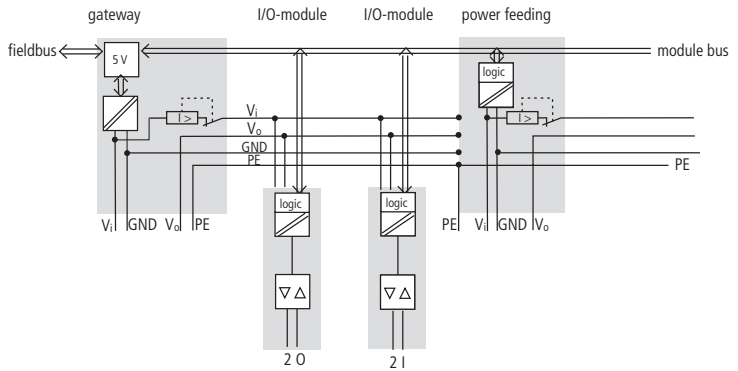 gateway I/O-module I/O-module power feeding
fieldbus 5 V module bus
logic
I > Vi I >
Vo
GND
PE PE
logic logic
Vi GND Vo PE PE Vi GND Vo
2 O 2 I